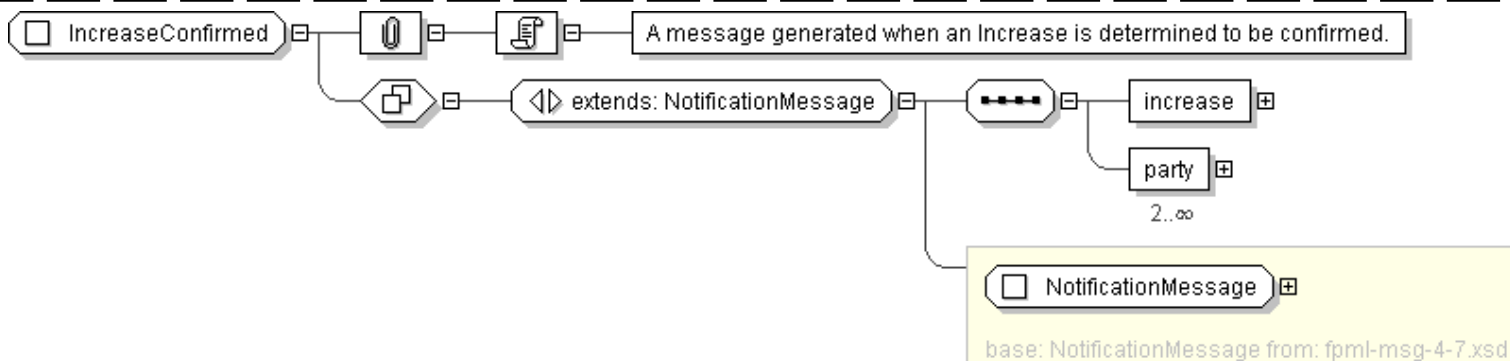 IncreaseConfirmed
A message generated when an Increase is determined to be confirmed.
extends: NotificationMessage
increase
party
2..∞
NotificationMessage
base: NotificationMessage from: fpml-msg-4-7.xsd